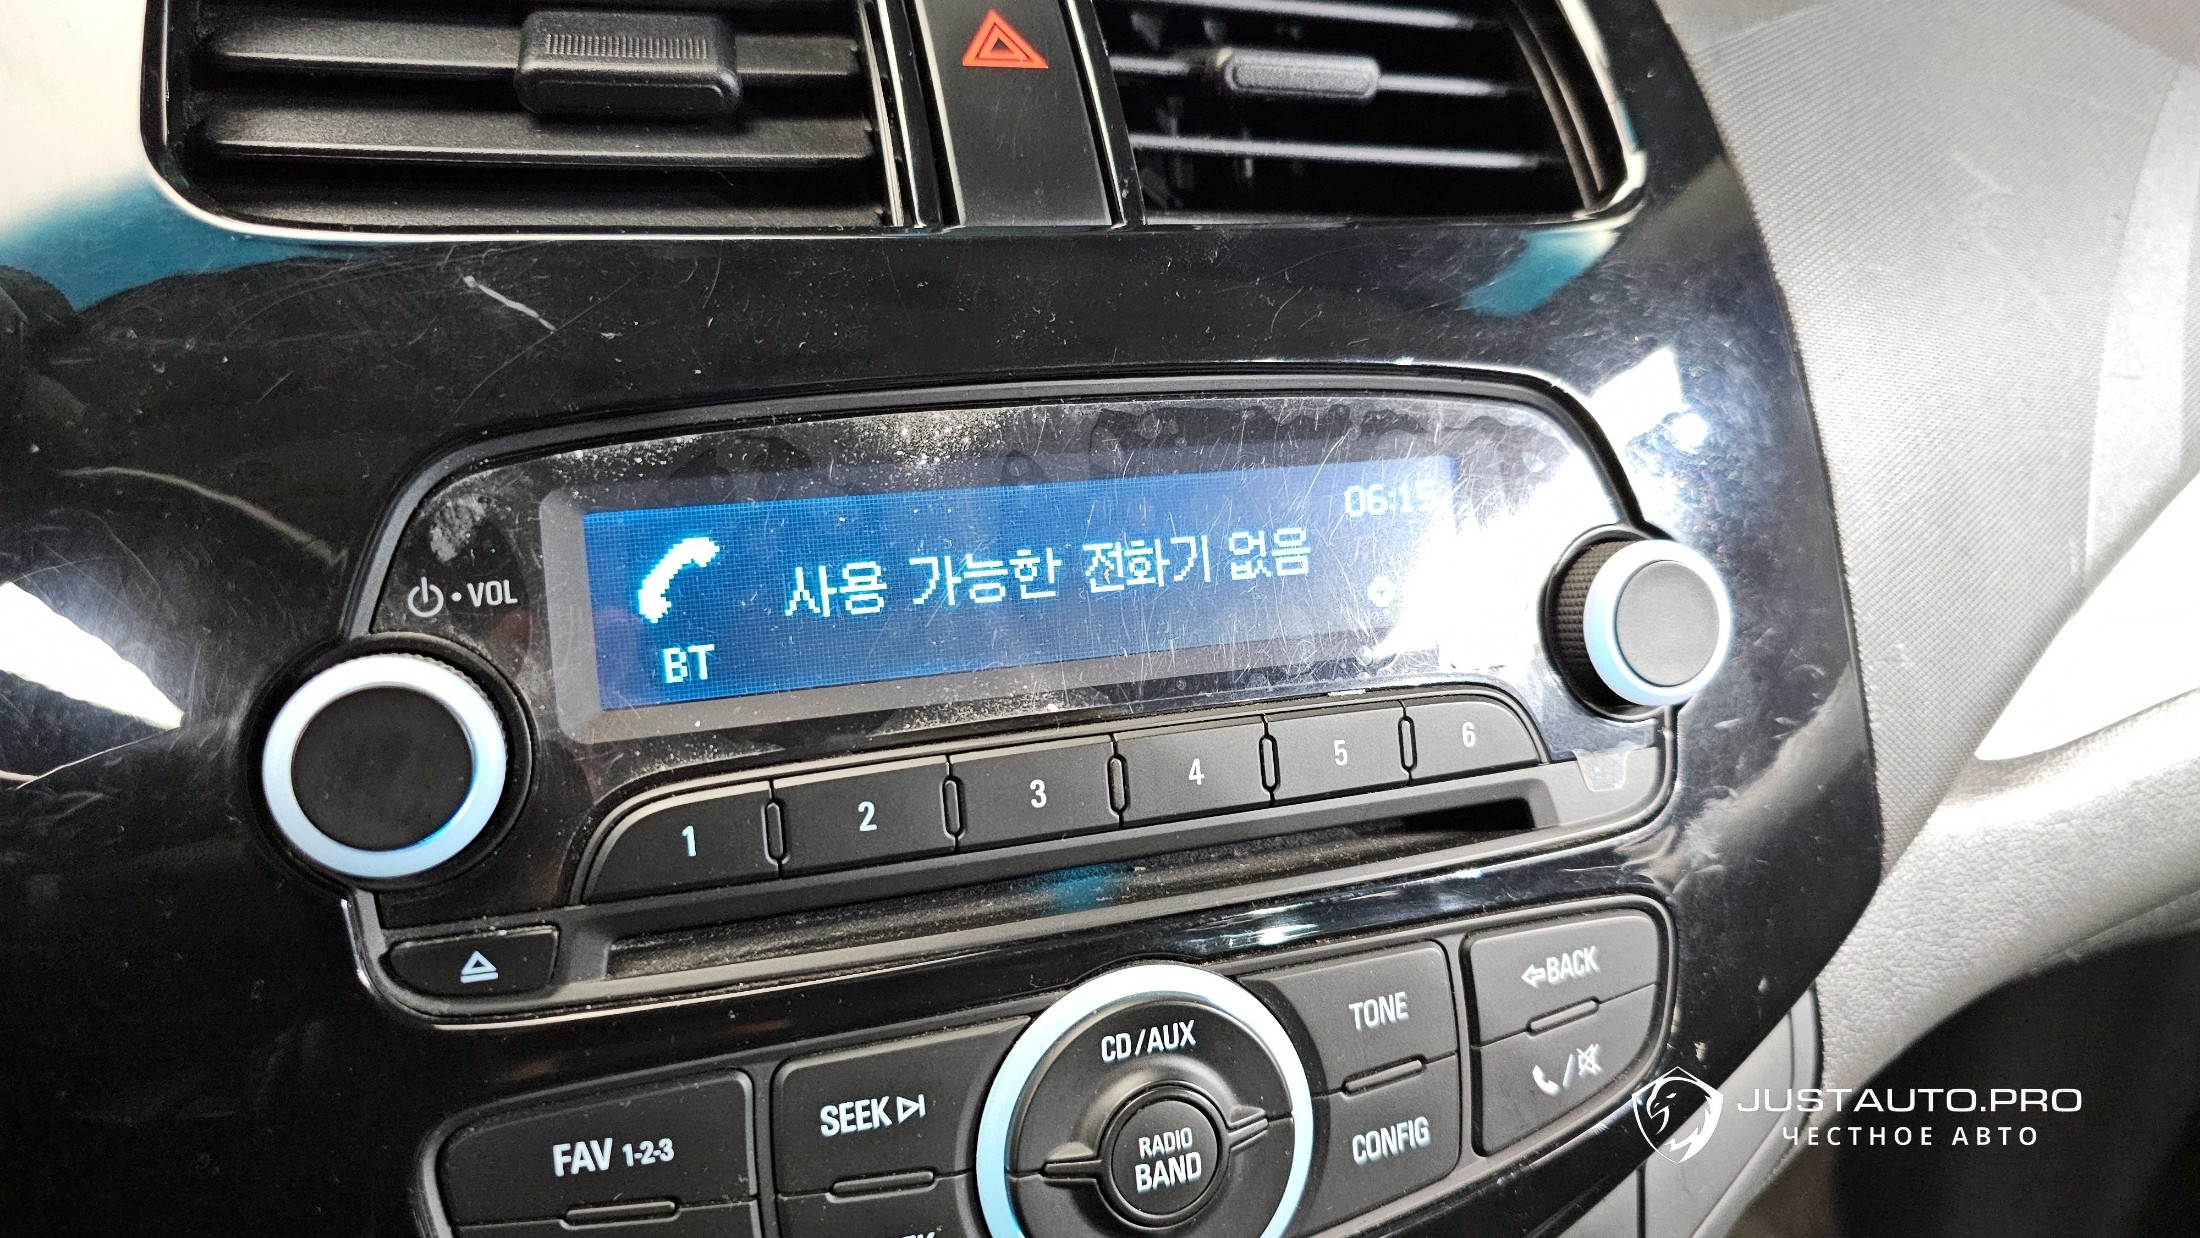 VOL
06:15
사용 가능한 전화기 없음
BT
1 2 3 4 5 6
BACK
TONE
CD/AUX
SEEK
FAV 1-2-3
RADIO
BAND
CONFIG
JUSTAUTO.PRO
ЧЕСТНОЕ АВТО